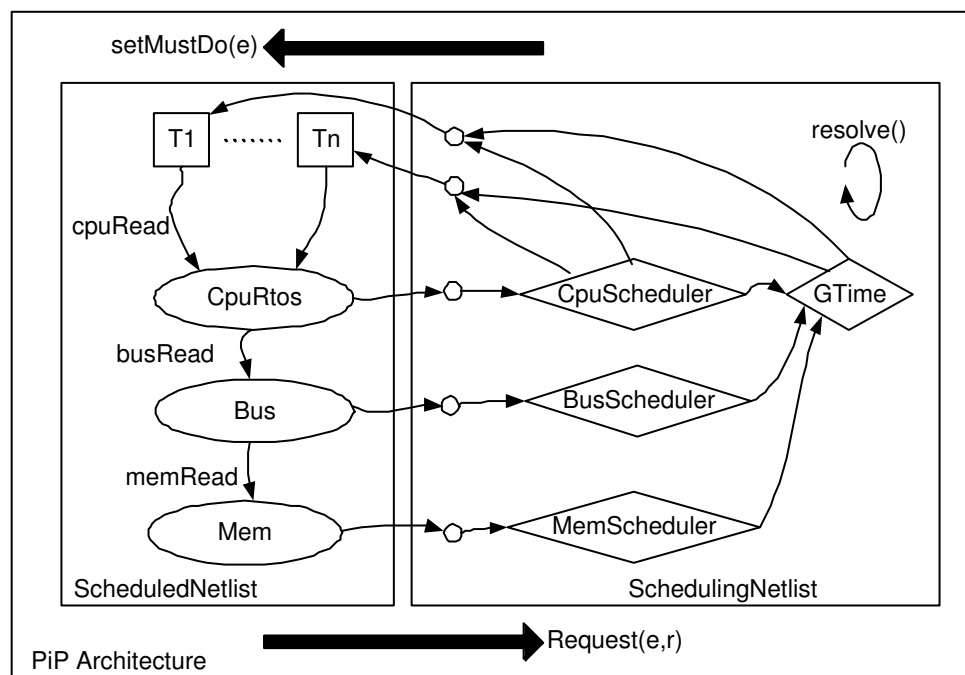 setMustDo(e)
T1 ....... Tn
resolve()
cpuRead
CpuRtos
CpuScheduler
GTime
busRead
Bus
BusScheduler
memRead
Mem
MemScheduler
ScheduledNetlist
SchedulingNetlist
Request(e,r)
PiP Architecture